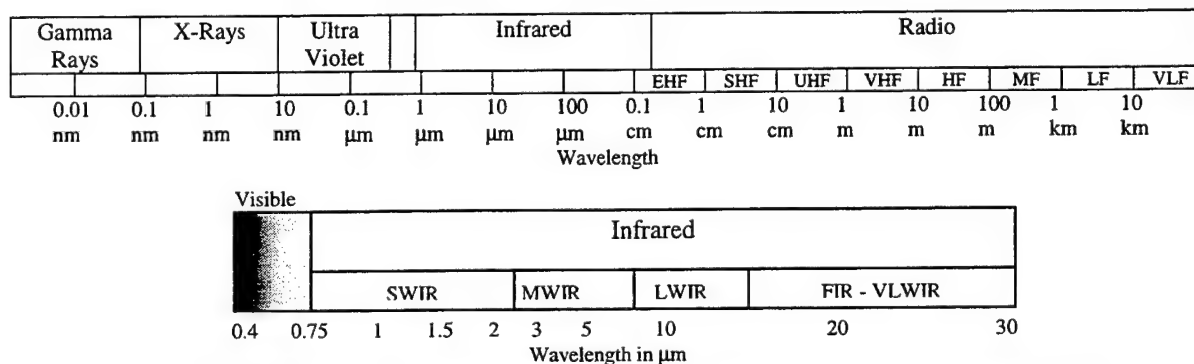 Gamma Rays X-Rays Ultra Violet Infrared Radio
EHF SHF UHF VHF HF MF LF VLF
0.01 0.1 1 10 0.1 1 10 100 0.1 1 10 1 10 100 1 10
nm nm nm nm μm μm μm μm cm cm cm m m m km km
Wavelength
Visible
Infrared
SWIR MWIR LWIR FIR - VLWIR
0.4 0.75 1 1.5 2 3 5 10 20 30
Wavelength in μm